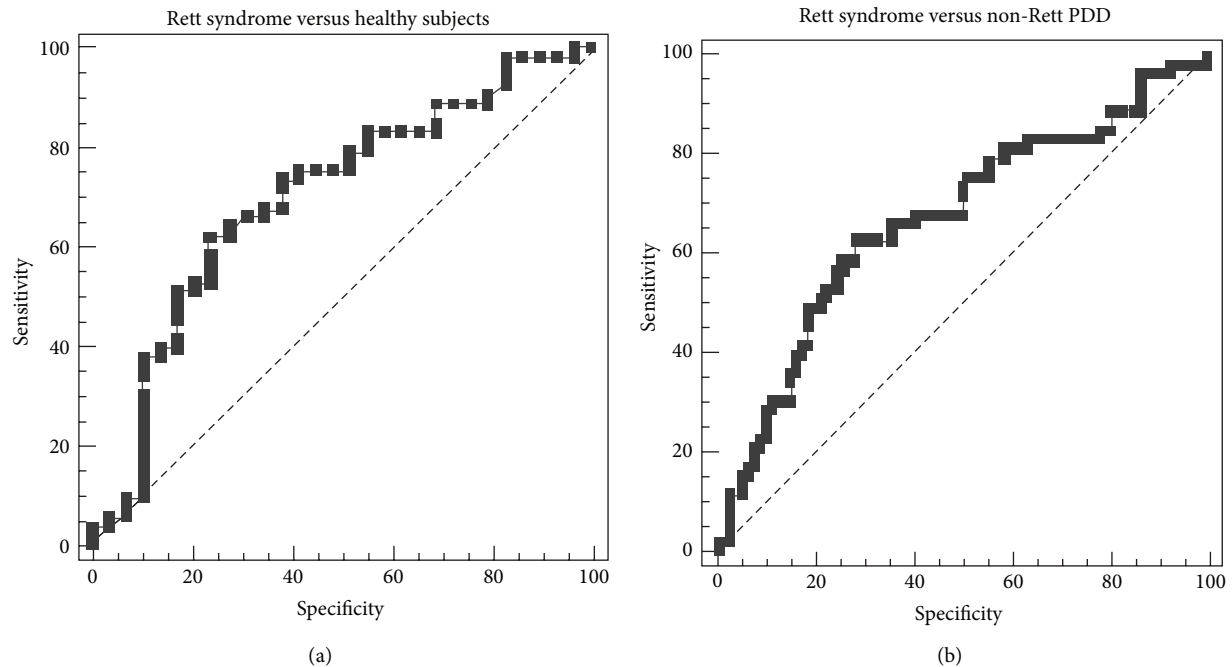 Rett syndrome versus healthy subjects
100
80
60
40
20
0
Sensitivity
0 20 40 60 80 100
Specificity
(a)
Rett syndrome versus non-Rett PDD
100
80
60
40
20
0
Sensitivity
0 20 40 60 80 100
Specificity
(b)